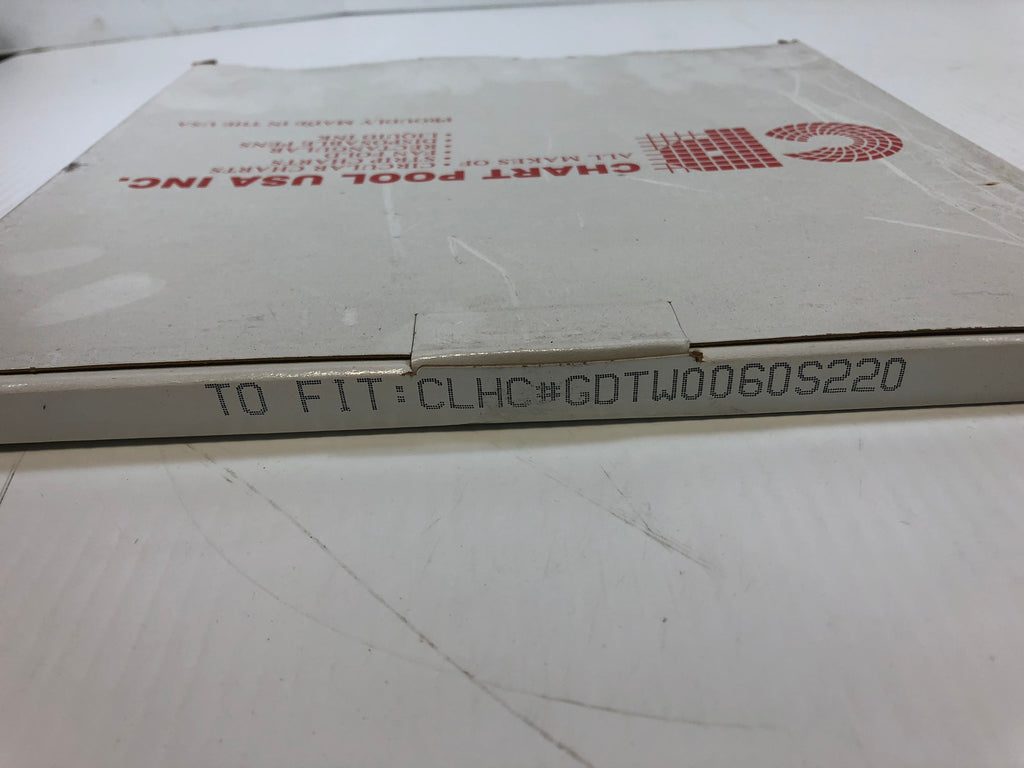 CHART POOL USA INC.
ALL MAKES OF
CIRCULAR CHARTS
STRIP CHARTS
LIQUID INK
PROUDLY MADE IN THE USA
TO FIT:CLHC#GDTW0060S220